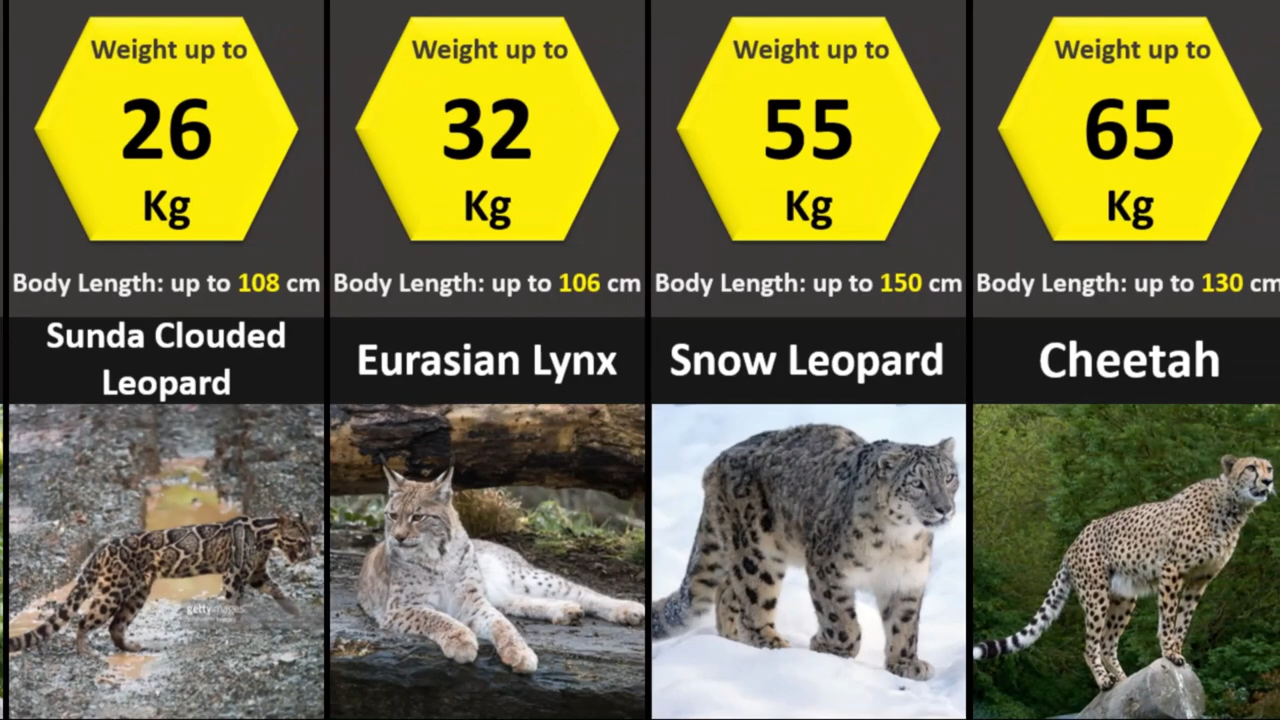 Weight up to
26
Kg
Body Length: up to 108 cm
Sunda Clouded
Leopard
gettyimages
Weight up to
32
Kg
Body Length: up to 106 cm
Eurasian Lynx
Weight up to
55
Kg
Body Length: up to 150 cm
Snow Leopard
Weight up to
65
Kg
Body Length: up to 130 cm
Cheetah